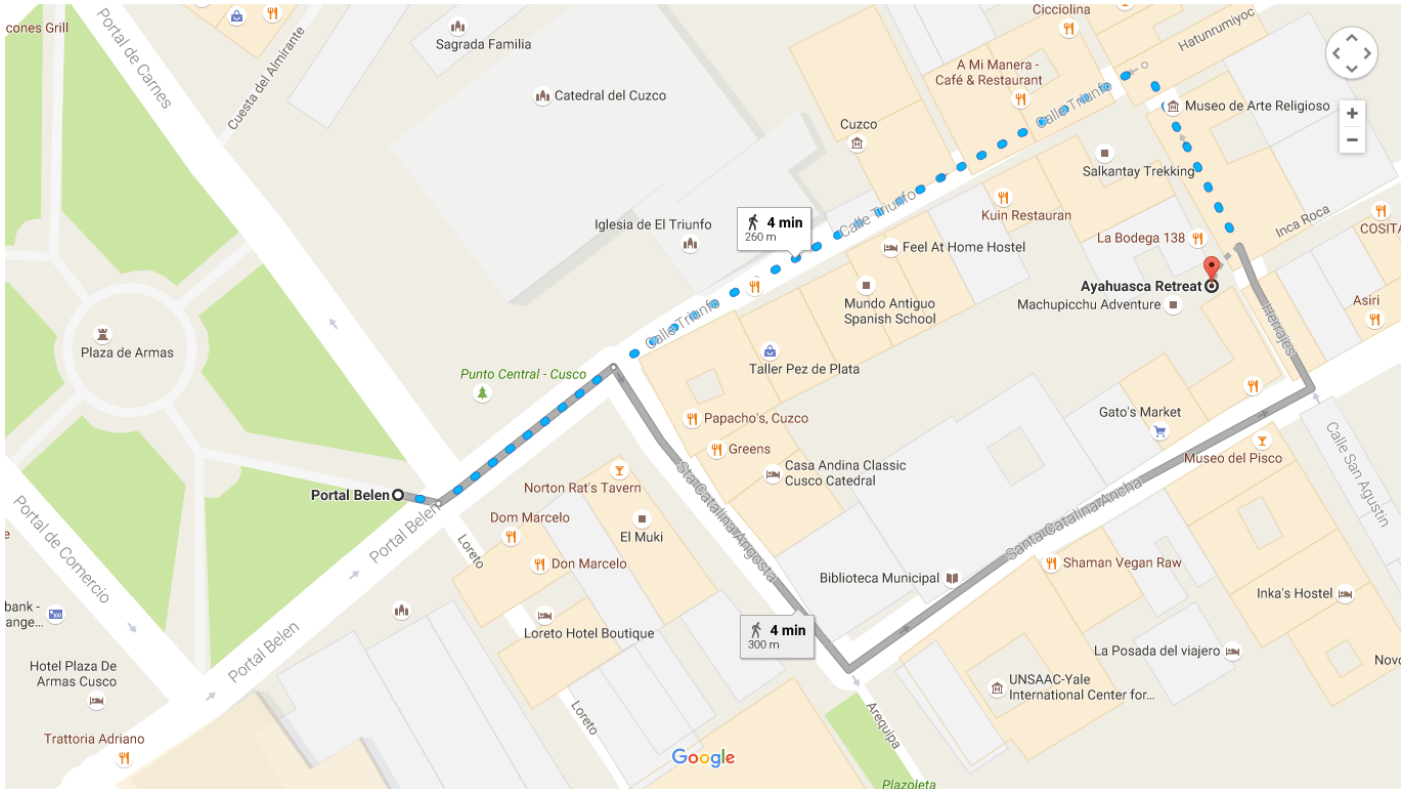 cones Grill
Portal de Carnes
Cuesta del Almirante
Sagrada Familia
Catedral del Cuzco
Cicciolina
A Mi Manera -
Café & Restaurant
Hatunrumiyoc
Calle Triunfo
Museo de Arte Religioso
Cuzco
Salkantay Trekking
Calle Triunfo
Kuin Restauran
Inca Roca
COSITA
Iglesia de El Triunfo
4 min
260 m
Feel At Home Hostel
La Bodega 138
Ayahuasca Retreat
Machupicchu Adventure
Mundo Antiguo
Spanish School
Asiri
Herrajes
Calle Triunfo
Plaza de Armas
Punto Central - Cusco
Taller Pez de Plata
Papacho's, Cuzco
Gato's Market
Greens
Museo del Pisco
Calle San Agustin
Casa Andina Classic
Cusco Catedral
Sta Catalina Angosta
Santa Catalina Ancha
Portal Belen
Norton Rat's Tavern
Dom Marcelo
El Muki
Portal de Comercio
Portal Belen
Loreto
Don Marcelo
Biblioteca Municipal
Shaman Vegan Raw
Inka's Hostel
bank -
ange...
Loreto Hotel Boutique
4 min
300 m
Portal Belen
La Posada del viajero
Novo
Hotel Plaza De
Armas Cusco
UNSAAC-Yale
International Center for...
Loreto
Arequipa
Trattoria Adriano
Google
Plazoleta